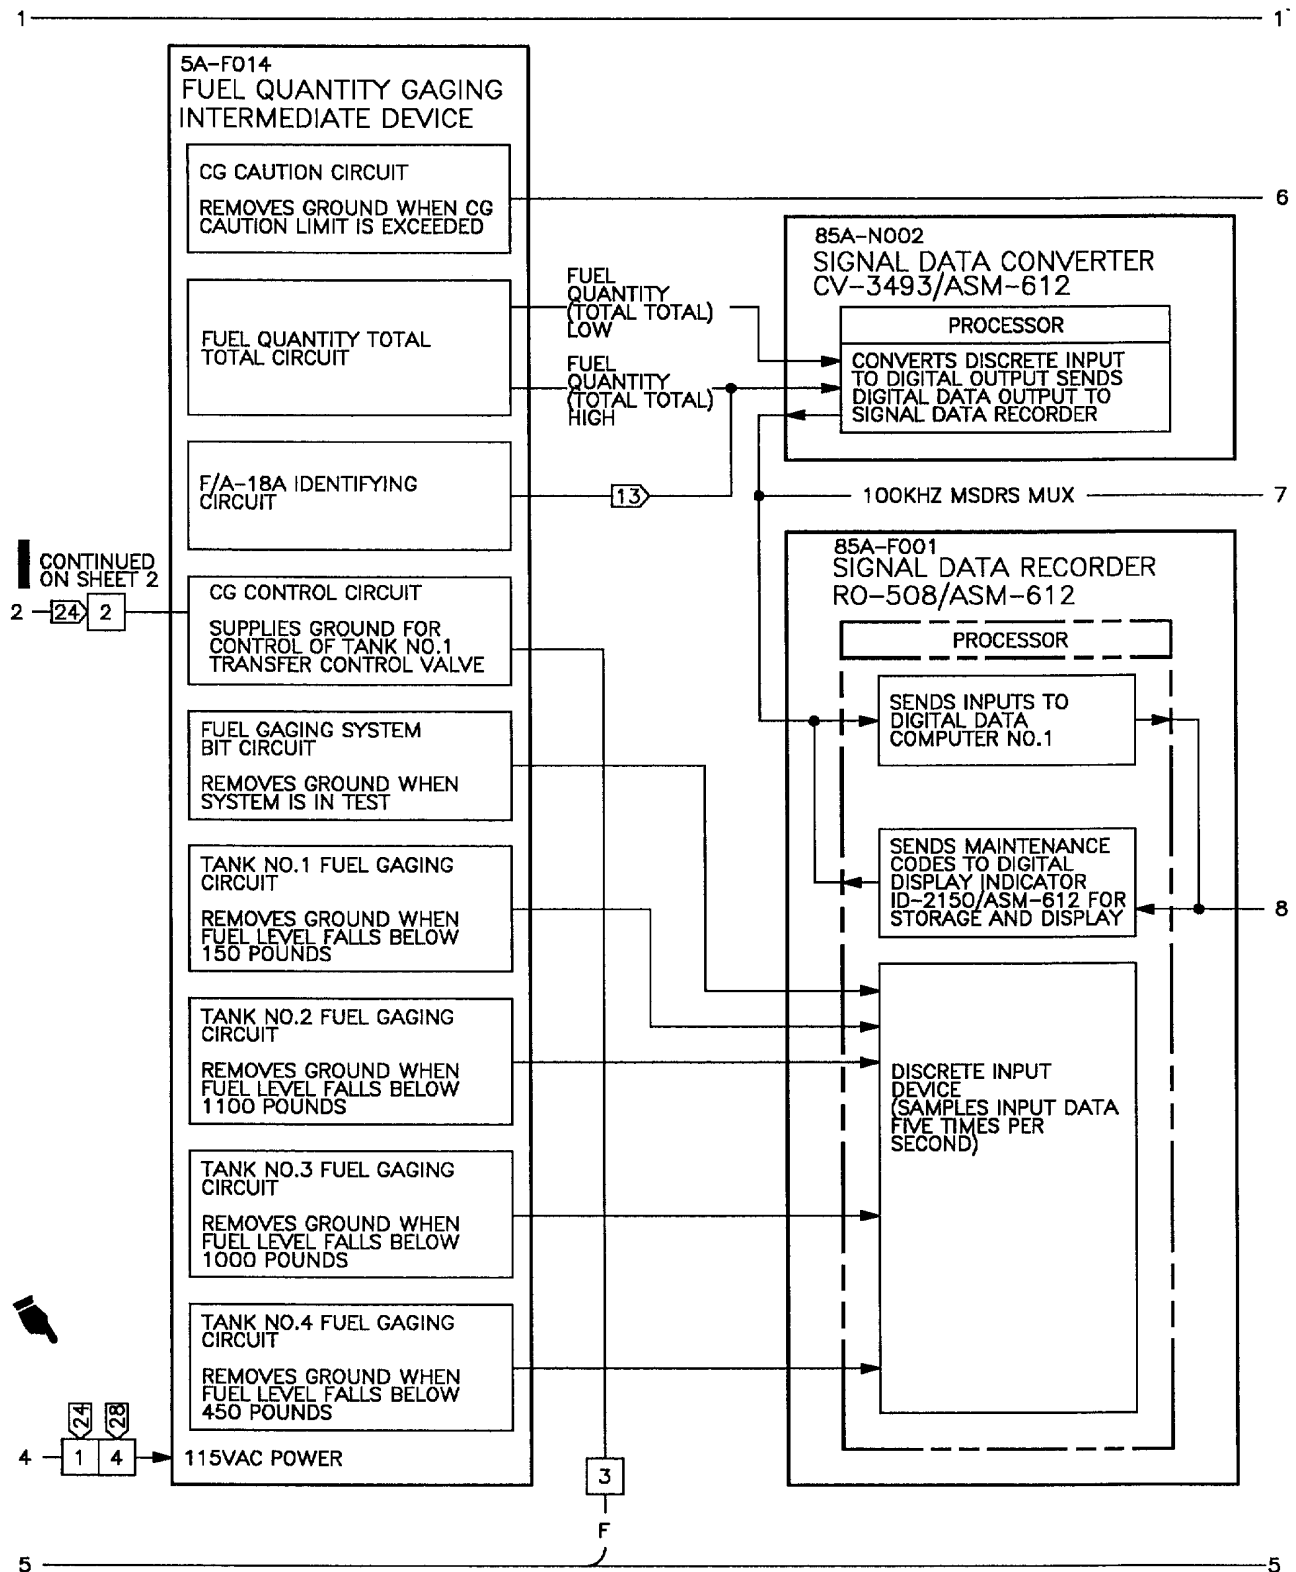 1 1
5A-F014
FUEL QUANTITY GAGING
INTERMEDIATE DEVICE
CG CAUTION CIRCUIT
REMOVES GROUND WHEN CG
CAUTION LIMIT IS EXCEEDED
6
FUEL QUANTITY TOTAL
TOTAL CIRCUIT
FUEL
QUANTITY
(TOTAL TOTAL)
LOW
FUEL
QUANTITY
(TOTAL TOTAL)
HIGH
85A-N002
SIGNAL DATA CONVERTER
CV-3493/ASM-612
PROCESSOR
CONVERTS DISCRETE INPUT
TO DIGITAL OUTPUT SENDS
DIGITAL DATA OUTPUT TO
SIGNAL DATA RECORDER
F/A-18A IDENTIFYING
CIRCUIT
13
100KHZ MSDRS MUX
7
CONTINUED
ON SHEET 2
2 24 2
CG CONTROL CIRCUIT
SUPPLIES GROUND FOR
CONTROL OF TANK NO.1
TRANSFER CONTROL VALVE
85A-F001
SIGNAL DATA RECORDER
RO-508/ASM-612
PROCESSOR
SENDS INPUTS TO
DIGITAL DATA
COMPUTER NO.1
FUEL GAGING SYSTEM
BIT CIRCUIT
REMOVES GROUND WHEN
SYSTEM IS IN TEST
SENDS MAINTENANCE
CODES TO DIGITAL
DISPLAY INDICATOR
ID-2150/ASM-612 FOR
STORAGE AND DISPLAY
8
TANK NO.1 FUEL GAGING
CIRCUIT
REMOVES GROUND WHEN
FUEL LEVEL FALLS BELOW
150 POUNDS
TANK NO.2 FUEL GAGING
CIRCUIT
REMOVES GROUND WHEN
FUEL LEVEL FALLS BELOW
1100 POUNDS
DISCRETE INPUT
DEVICE
(SAMPLES INPUT DATA
FIVE TIMES PER
SECOND)
TANK NO.3 FUEL GAGING
CIRCUIT
REMOVES GROUND WHEN
FUEL LEVEL FALLS BELOW
1000 POUNDS
TANK NO.4 FUEL GAGING
CIRCUIT
REMOVES GROUND WHEN
FUEL LEVEL FALLS BELOW
450 POUNDS
24 28
4 1 4
115VAC POWER
3
F
5 5